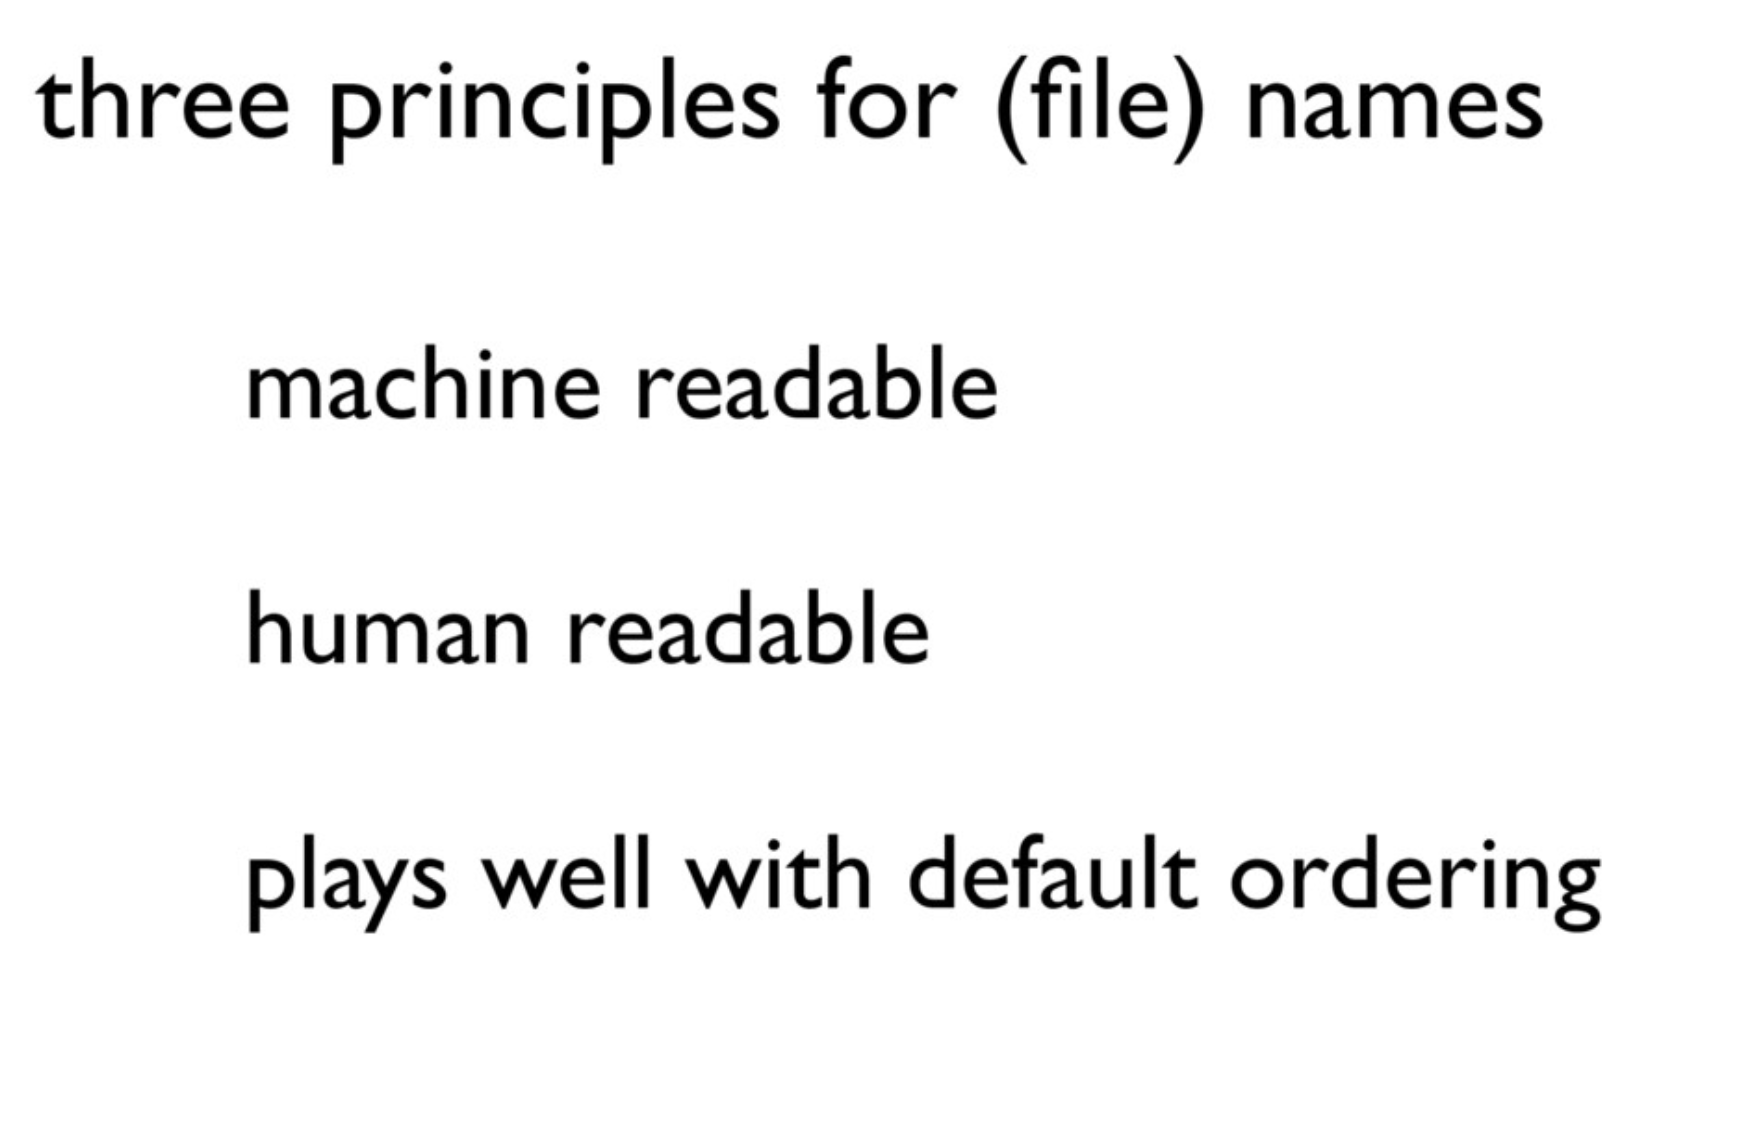 three principles for (file) names
machine readable
human readable
plays well with default ordering